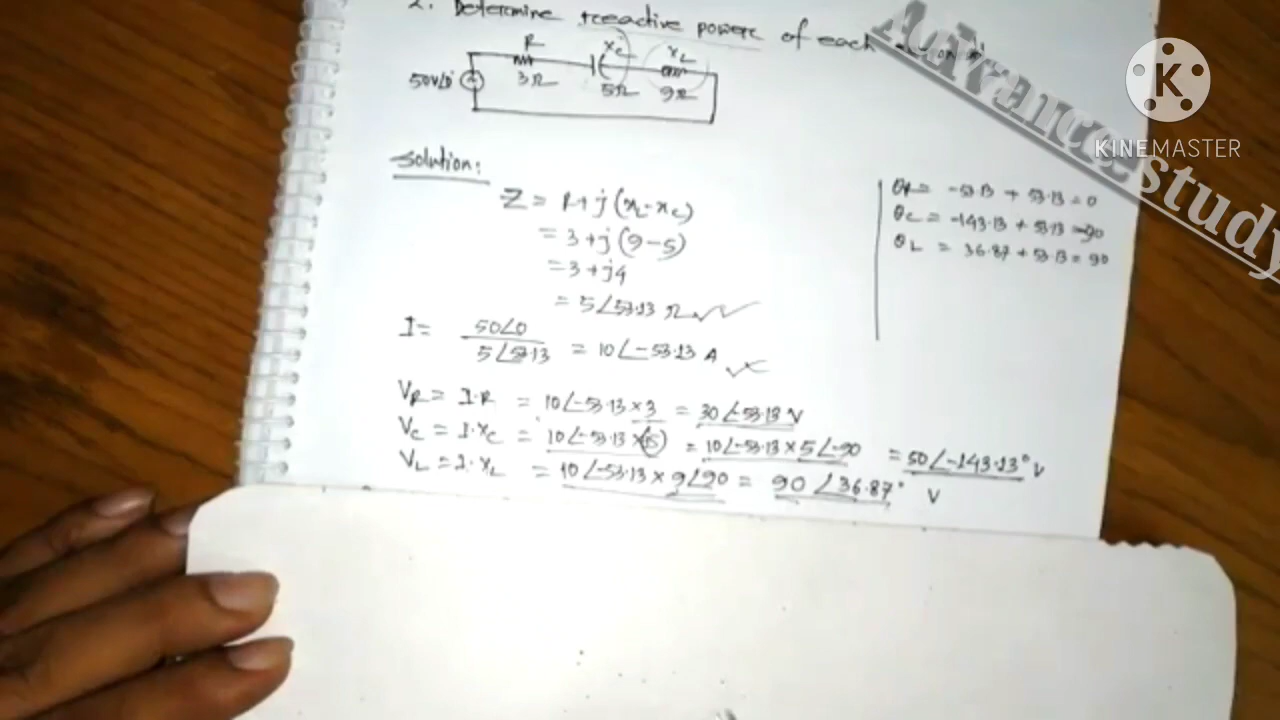 2. Determine reeactive powerc of each
R
Xc
XL
50V∠0°
3Ω
5Ω
9Ω
Solution:
Z = R+j(XL-Xc)
= 3+j(9-5)
= 3+j4
= 5∠53.13 Ω
I = 50∠0 / 5∠53.13 = 10∠-53.13 A
VR = I.R = 10∠-53.13×3 = 30∠-53.13 V
Vc = I.Xc = 10∠-53.13×(5) = 10∠-53.13×5∠-90 = 50∠-143.13° V
VL = I.XL = 10∠-53.13×9∠90 = 90∠36.87° V
θR = -53.13 + 53.13 = 0
θc = -143.13 + 53.13 = -90
θL = 36.87 + 53.13 = 90
Advance study
K
KINEMASTER